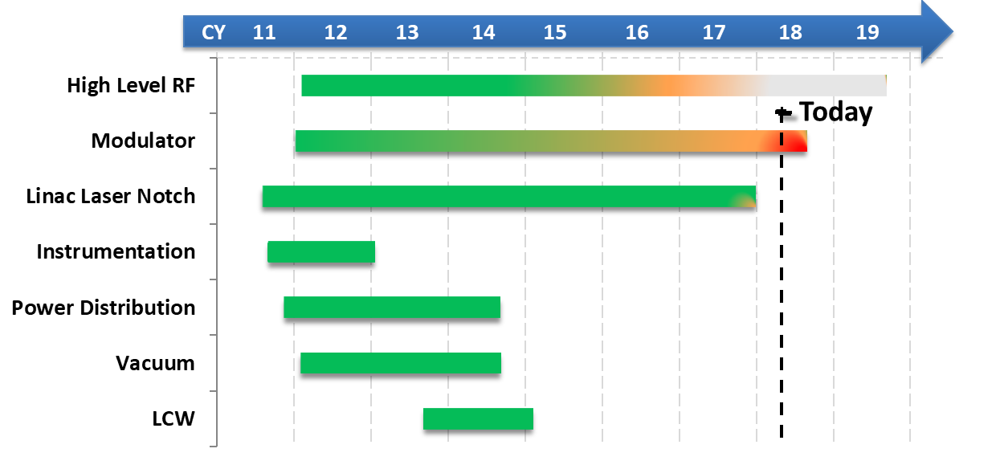 CY 11 12 13 14 15 16 17 18 19
High Level RF
Today
Modulator
Linac Laser Notch
Instrumentation
Power Distribution
Vacuum
LCW